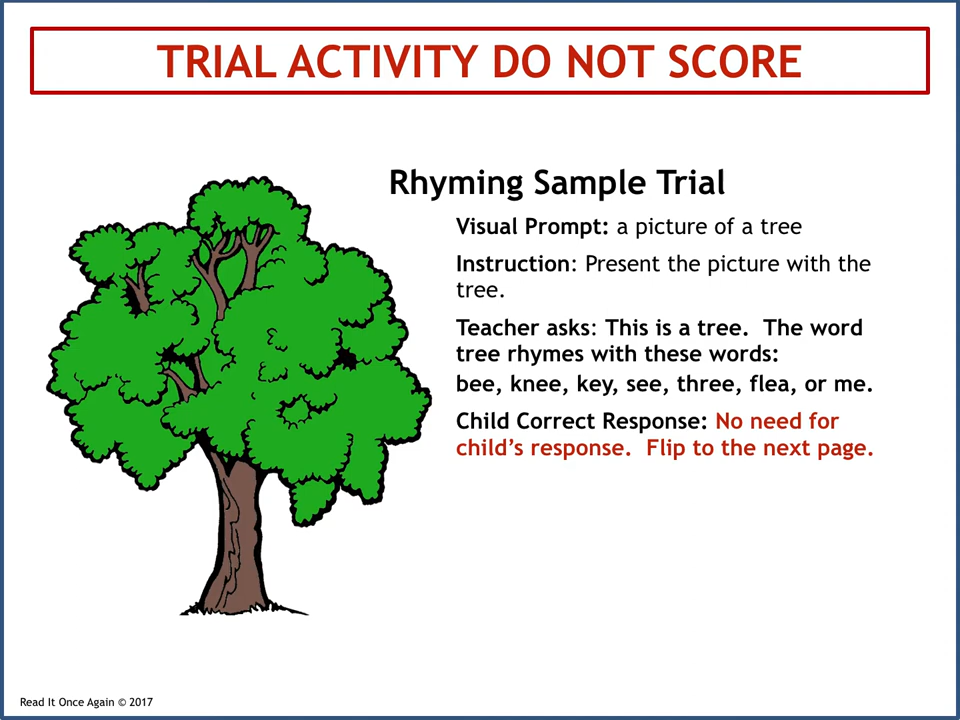 TRIAL ACTIVITY DO NOT SCORE
Rhyming Sample Trial
Visual Prompt: a picture of a tree
Instruction: Present the picture with the
tree.
Teacher asks: This is a tree.  The word
tree rhymes with these words:
bee, knee, key, see, three, flea, or me.
Child Correct Response: No need for
child’s response.  Flip to the next page.
Read It Once Again © 2017